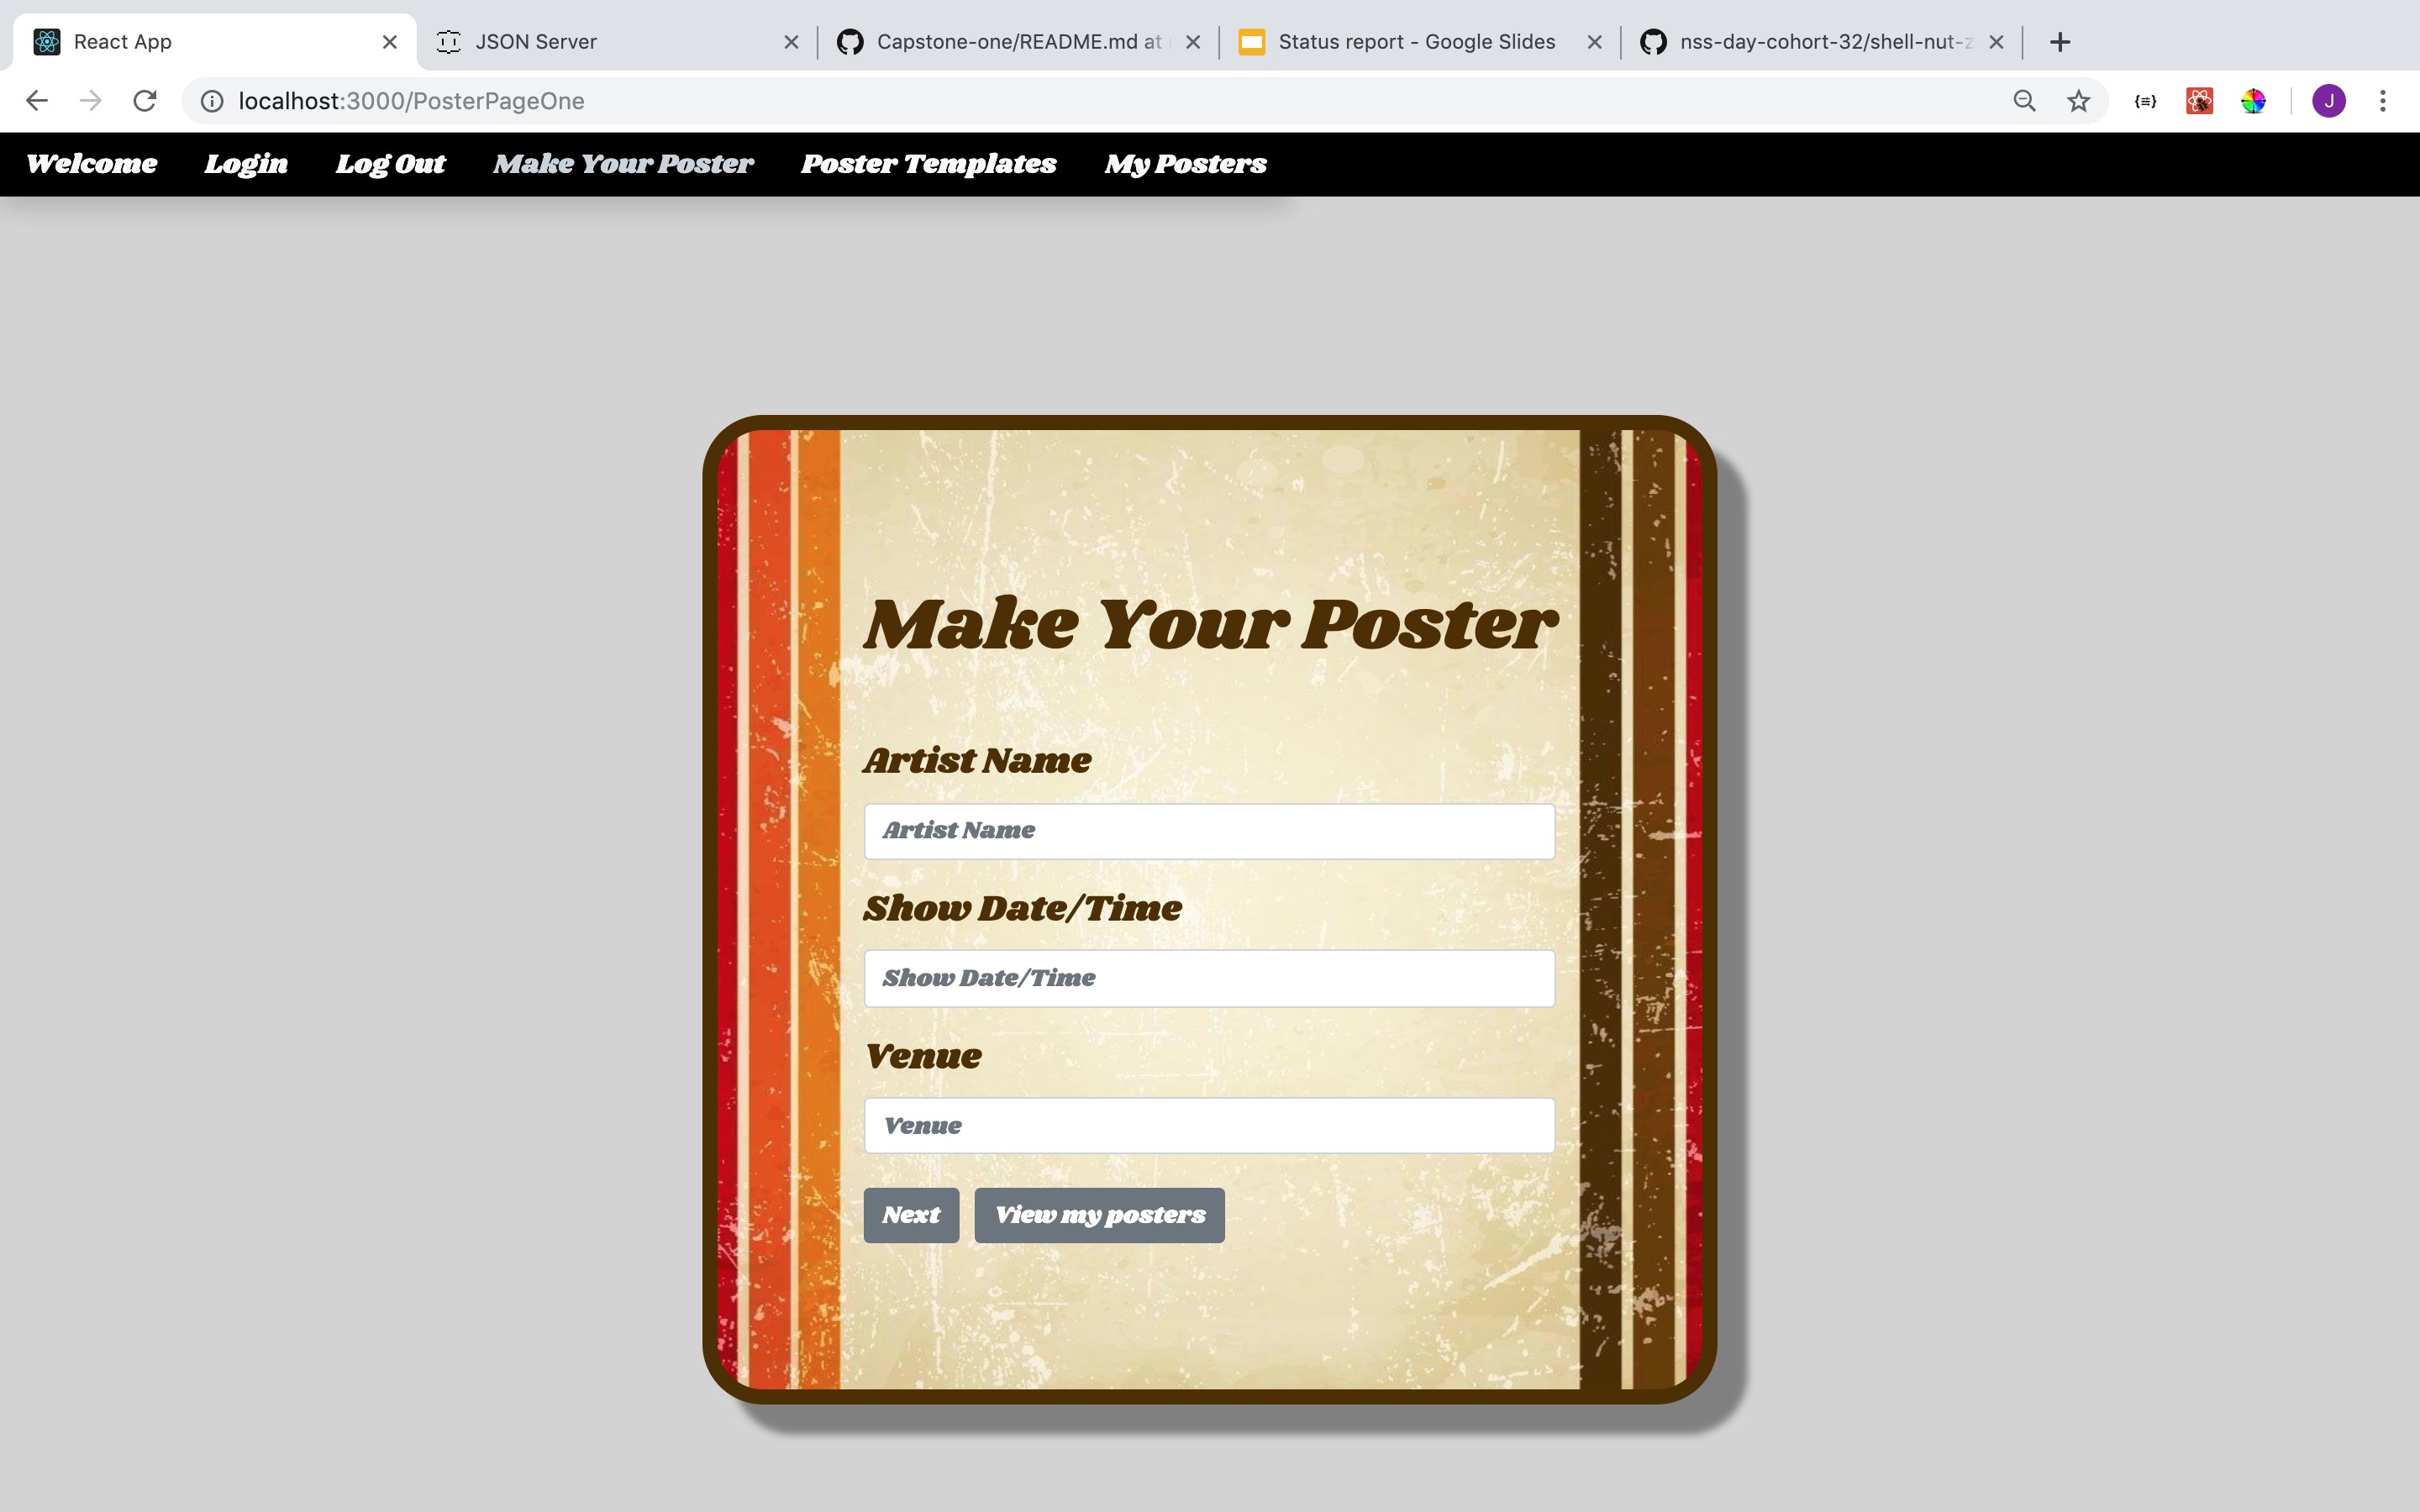 React App
JSON Server
Capstone-one/README.md at
Status report - Google Slides
nss-day-cohort-32/shell-nut-z
localhost:3000/PosterPageOne
J
Welcome Login Log Out Make Your Poster Poster Templates My Posters
Make Your Poster
Artist Name
Artist Name
Show Date/Time
Show Date/Time
Venue
Venue
Next View my posters